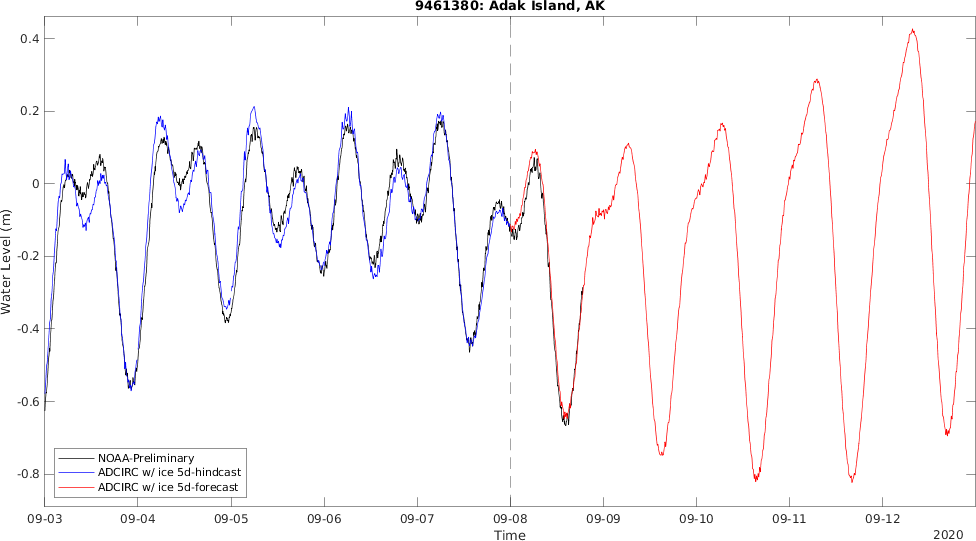 9461380: Adak Island, AK
Water Level (m)
0.4
0.2
0
-0.2
-0.4
-0.6
-0.8
NOAA-Preliminary
ADCIRC w/ ice 5d-hindcast
ADCIRC w/ ice 5d-forecast
09-03 09-04 09-05 09-06 09-07 09-08 09-09 09-10 09-11 09-12
Time
2020